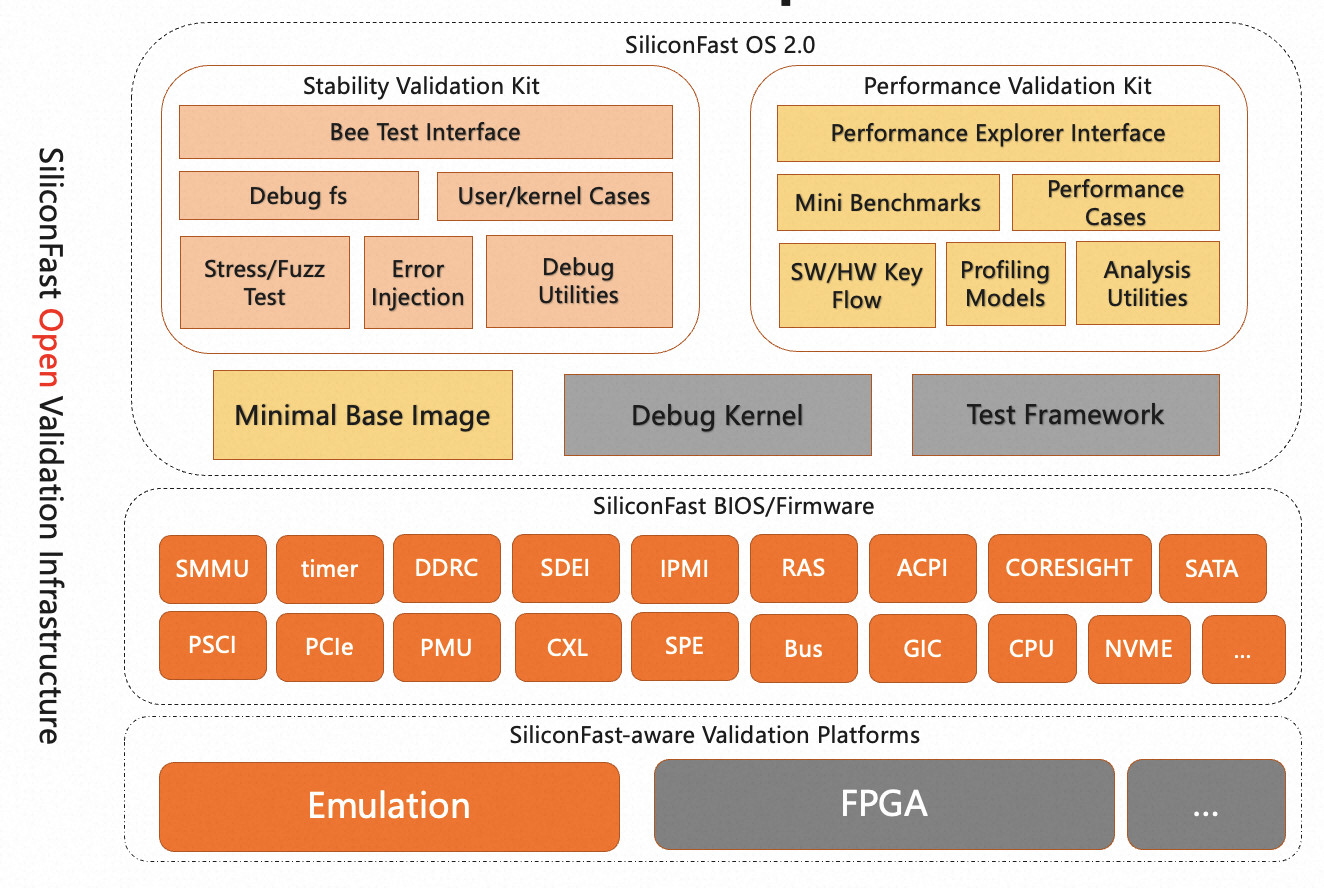 SiliconFast Open Validation Infrastructure
SiliconFast OS 2.0
Stability Validation Kit
Bee Test Interface
Debug fs
User/kernel Cases
Stress/Fuzz
Test
Error
Injection
Debug
Utilities
Performance Validation Kit
Performance Explorer Interface
Mini Benchmarks
Performance
Cases
SW/HW Key
Flow
Profiling
Models
Analysis
Utilities
Minimal Base Image
Debug Kernel
Test Framework
SiliconFast BIOS/Firmware
SMMU
timer
DDRC
SDEI
IPMI
RAS
ACPI
CORESIGHT
SATA
PSCI
PCIe
PMU
CXL
SPE
Bus
GIC
CPU
NVME
...
SiliconFast-aware Validation Platforms
Emulation
FPGA
...